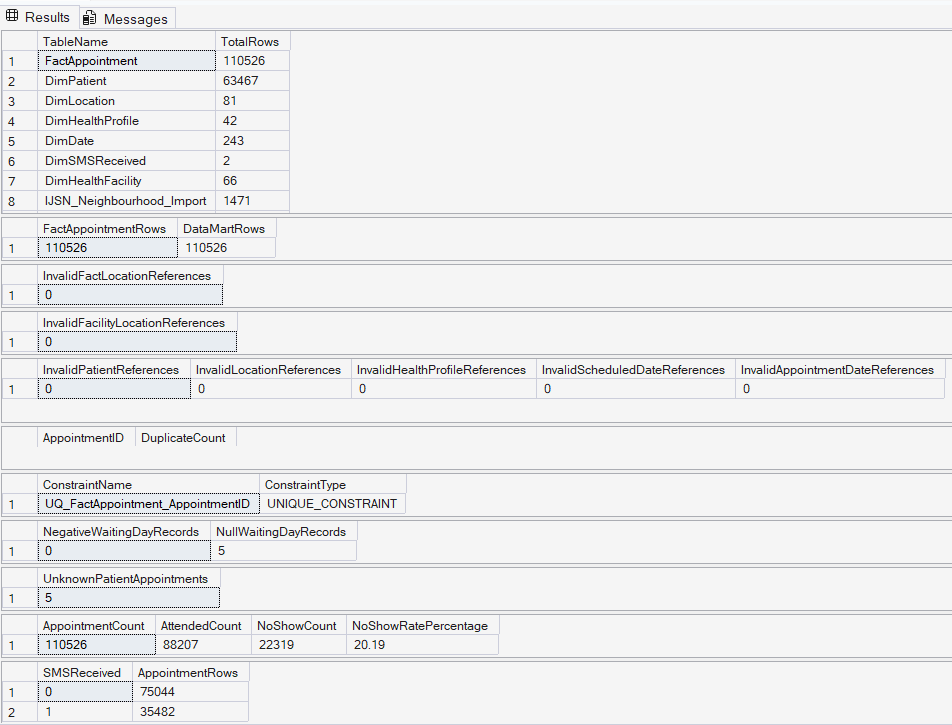 Results Messages
TableName TotalRows
1 FactAppointment 110526
2 DimPatient 63467
3 DimLocation 81
4 DimHealthProfile 42
5 DimDate 243
6 DimSMSReceived 2
7 DimHealthFacility 66
8 IJSN_Neighbourhood_Import 1471
FactAppointmentRows DataMartRows
1 110526 110526
InvalidFactLocationReferences
1 0
InvalidFacilityLocationReferences
1 0
InvalidPatientReferences InvalidLocationReferences InvalidHealthProfileReferences InvalidScheduledDateReferences InvalidAppointmentDateReferences
1 0 0 0 0 0
AppointmentID DuplicateCount
ConstraintName ConstraintType
1 UQ_FactAppointment_AppointmentID UNIQUE_CONSTRAINT
NegativeWaitingDayRecords NullWaitingDayRecords
1 0 5
UnknownPatientAppointments
1 5
AppointmentCount AttendedCount NoShowCount NoShowRatePercentage
1 110526 88207 22319 20.19
SMSReceived AppointmentRows
1 0 75044
2 1 35482